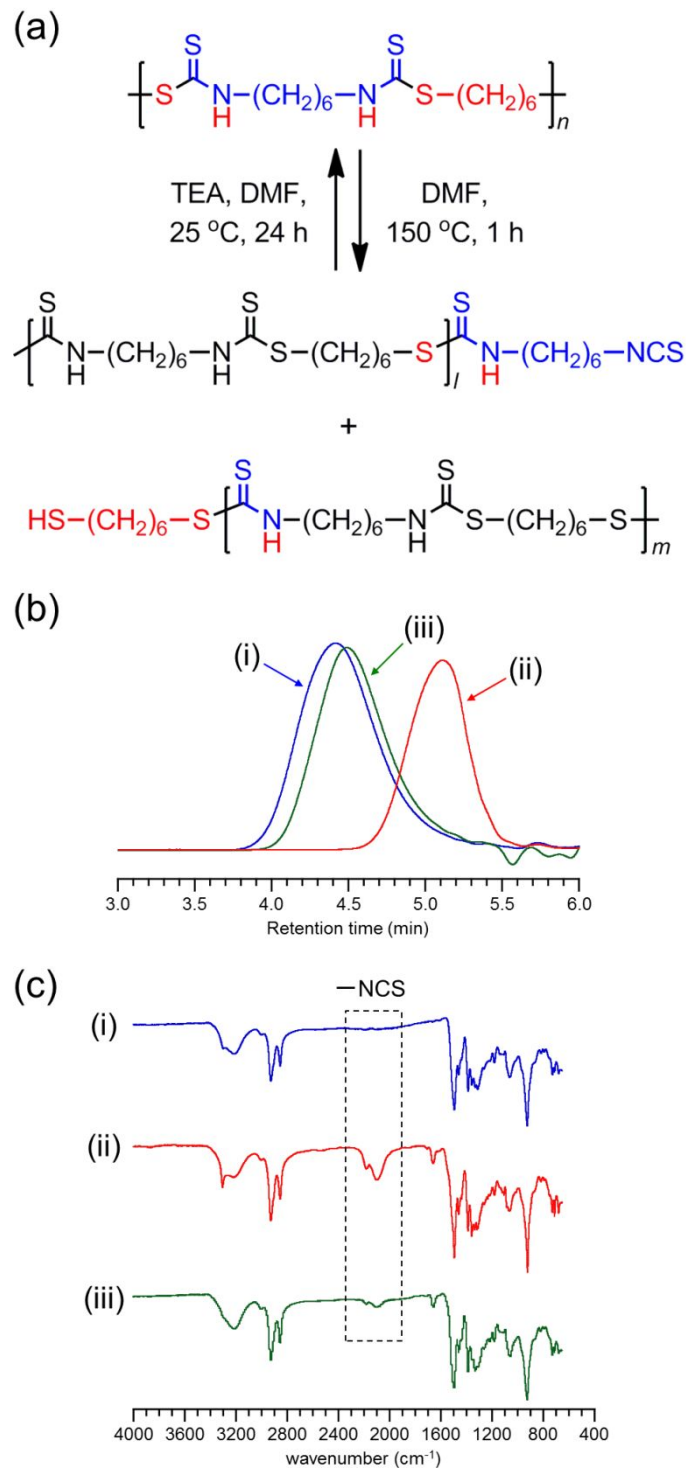 (a)
S S
S N H (CH2)6 N H S (CH2)6 n
TEA, DMF, DMF,
25 °C, 24 h 150 °C, 1 h
S S S
N H (CH2)6 N H S (CH2)6 S l N H (CH2)6 NCS
+
S S
HS (CH2)6 S N H (CH2)6 N H S (CH2)6 S m
(b)
(i) (iii) (ii)
3.0 3.5 4.0 4.5 5.0 5.5 6.0
Retention time (min)
(c)
—NCS
(i)
(ii)
(iii)
4000 3600 3200 2800 2400 2000 1600 1200 800 400
wavenumber (cm-1)